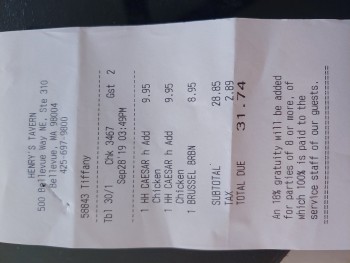 HENRY'S TAVERN
500 Bellevue Way NE, Ste 310
Bellevue, WA 98004
425-697-9800
58843 Tiffany
Tbl 30/1 Chk 3467 Gst 2
Sep28'19 03:49PM
1 HH CAESAR h Add 9.95
Chicken
1 HH CAESAR h Add 9.95
Chicken
1 BRUSSEL BRBN 8.95
SUBTOTAL 28.85
TAX 2.89
TOTAL DUE 31.74
An 18% gratuity will be added
for parties of 8 or more, of
which 100% is paid to the
service staff of our guests.